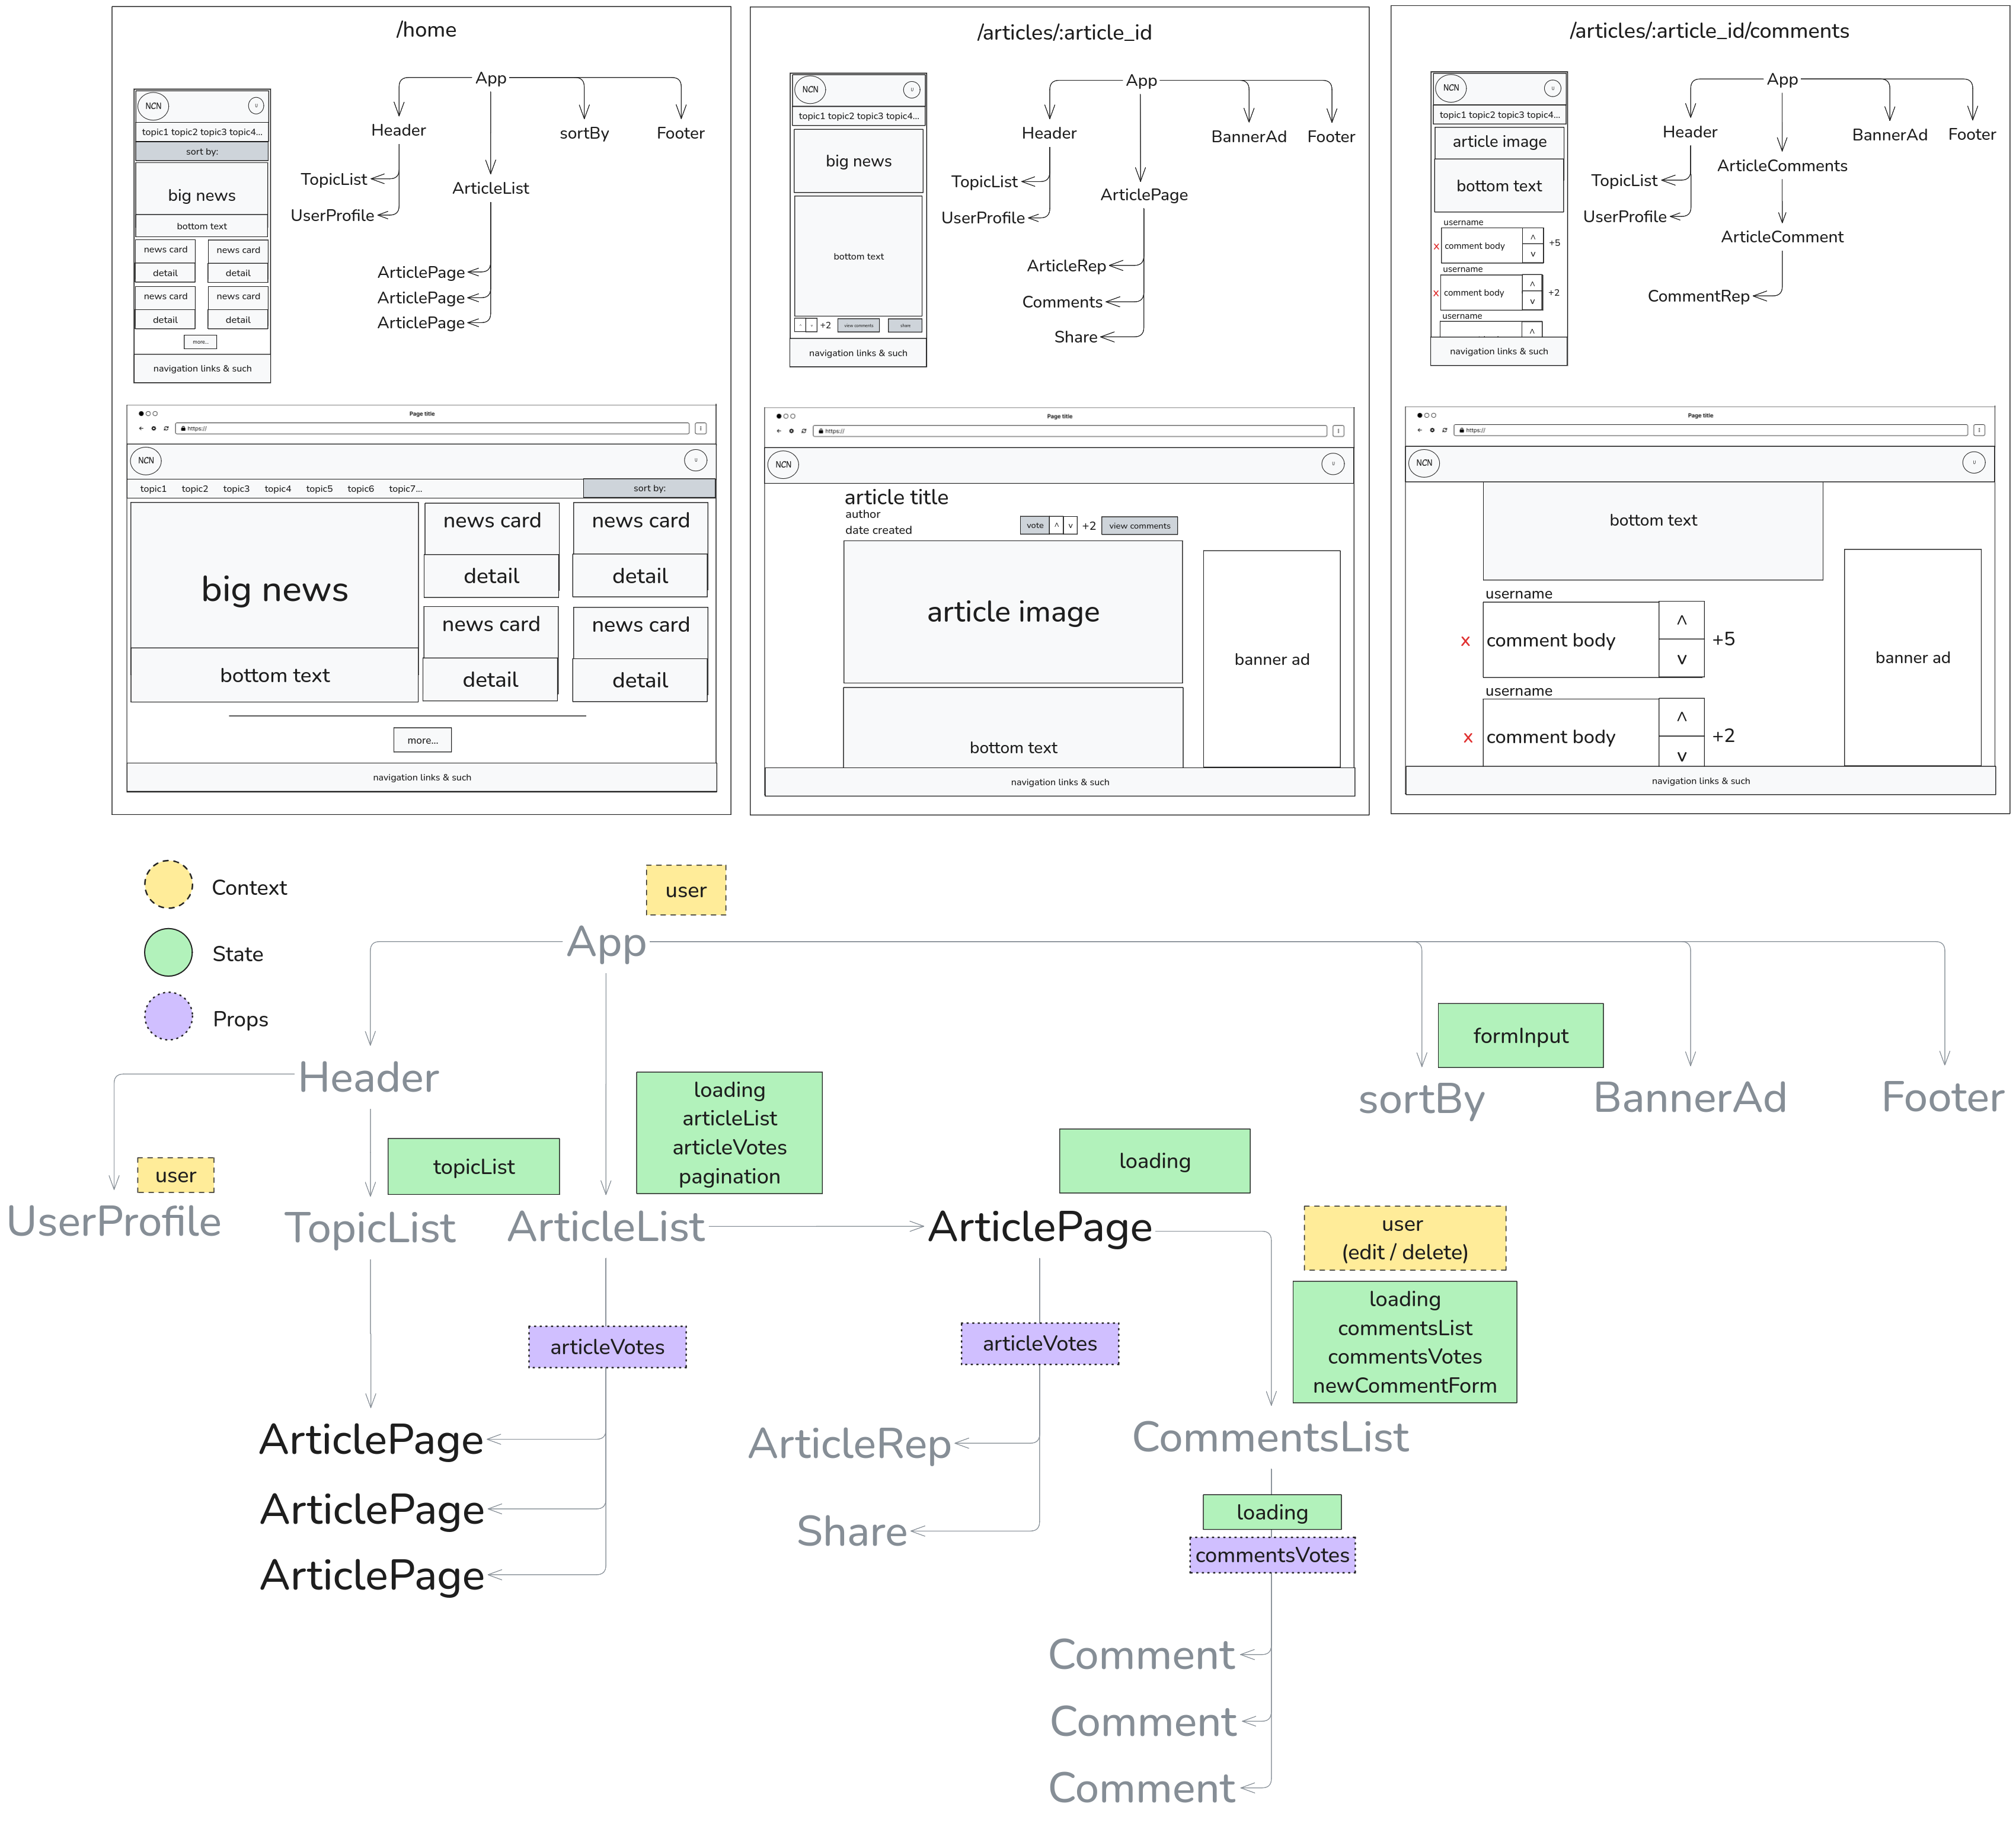 /home
App
Header
sortBy
Footer
TopicList
ArticleList
UserProfile
ArticlePage
ArticlePage
ArticlePage
NCN
U
topic1 topic2 topic3 topic4...
sort by:
big news
bottom text
news card
news card
detail
detail
news card
news card
detail
detail
more...
navigation links & such
Page title
https://
NCN
U
topic1 topic2 topic3 topic4 topic5 topic6 topic7...
sort by:
big news
bottom text
news card
news card
detail
detail
news card
news card
detail
detail
more...
navigation links & such
/articles/:article_id
App
Header
BannerAd
Footer
TopicList
ArticlePage
UserProfile
ArticleRep
Comments
Share
NCN
U
topic1 topic2 topic3 topic4...
big news
bottom text
+2
view comments
share
navigation links & such
Page title
https://
NCN
U
article title
author
date created
vote
^
v
+2
view comments
article image
banner ad
bottom text
navigation links & such
/articles/:article_id/comments
App
Header
BannerAd
Footer
ArticleComments
TopicList
UserProfile
ArticleComment
CommentRep
NCN
U
topic1 topic2 topic3 topic4...
article image
bottom text
username
x
comment body
^
v
+5
username
x
comment body
^
v
+2
username
^
navigation links & such
Page title
https://
NCN
U
bottom text
username
x
comment body
^
v
+5
username
x
comment body
^
v
+2
banner ad
navigation links & such
Context
State
Props
user
App
Header
formInput
sortBy
BannerAd
Footer
user
UserProfile
topicList
TopicList
loading
articleList
articleVotes
pagination
ArticleList
loading
ArticlePage
user
(edit / delete)
loading
commentsList
commentsVotes
newCommentForm
articleVotes
articleVotes
ArticlePage
ArticlePage
ArticlePage
ArticleRep
Share
CommentsList
loading
commentsVotes
Comment
Comment
Comment